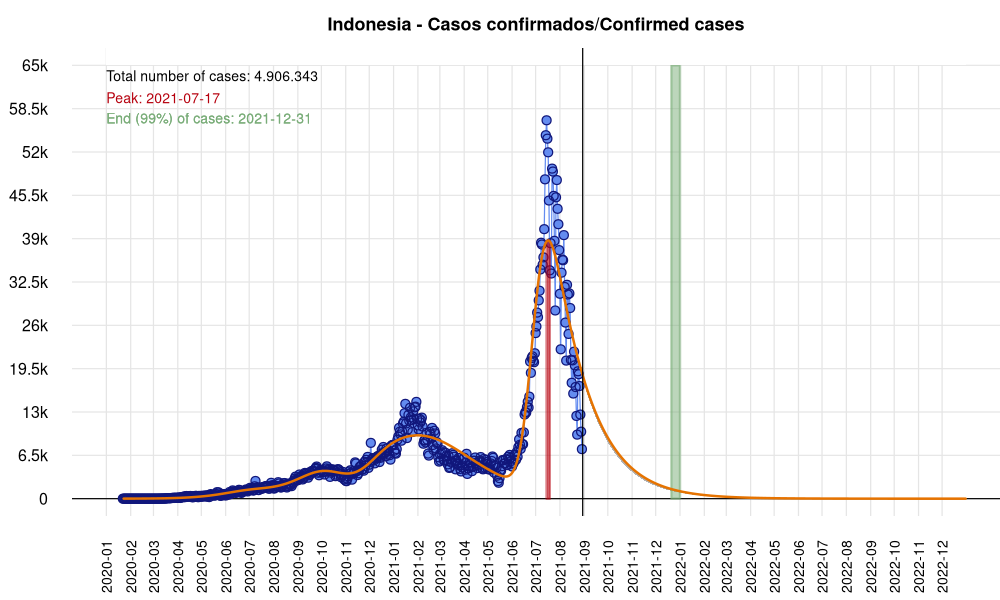 Indonesia - Casos confirmados/Confirmed cases
Total number of cases: 4.906.343
Peak: 2021-07-17
End (99%) of cases: 2021-12-31
65k
58.5k
52k
45.5k
39k
32.5k
26k
19.5k
13k
6.5k
0
2020-01
2020-02
2020-03
2020-04
2020-05
2020-06
2020-07
2020-08
2020-09
2020-10
2020-11
2020-12
2021-01
2021-02
2021-03
2021-04
2021-05
2021-06
2021-07
2021-08
2021-09
2021-10
2021-11
2021-12
2022-01
2022-02
2022-03
2022-04
2022-05
2022-06
2022-07
2022-08
2022-09
2022-10
2022-11
2022-12